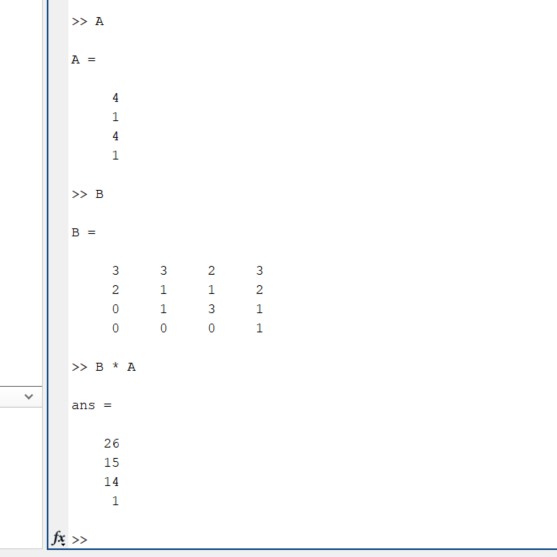 >> A
A =
4
1
4
1
>> B
B =
3 3 2 3
2 1 1 2
0 1 3 1
0 0 0 1
>> B * A
ans =
26
15
14
1
fx >>